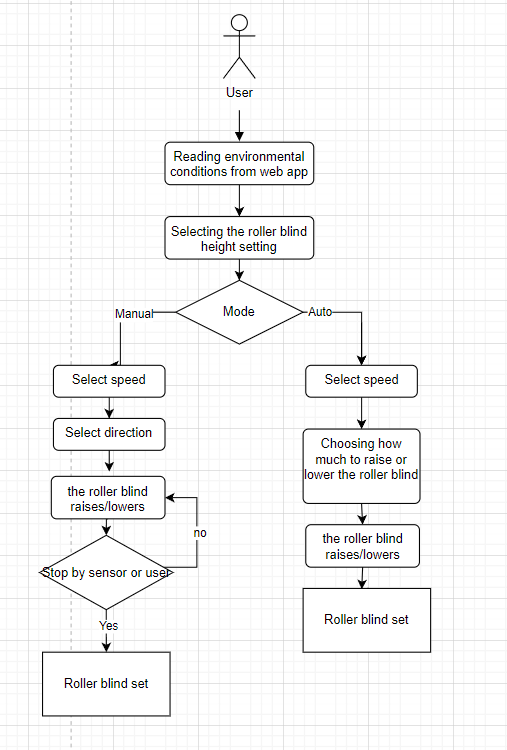 User
Reading environmental
conditions from web app
Selecting the roller blind
height setting
Mode
Manual
Auto
Select speed
Select speed
Select direction
Choosing how
much to raise or
lower the roller blind
the roller blind
raises/lowers
no
the roller blind
raises/lowers
Stop by sensor or user
Yes
Roller blind set
Roller blind set